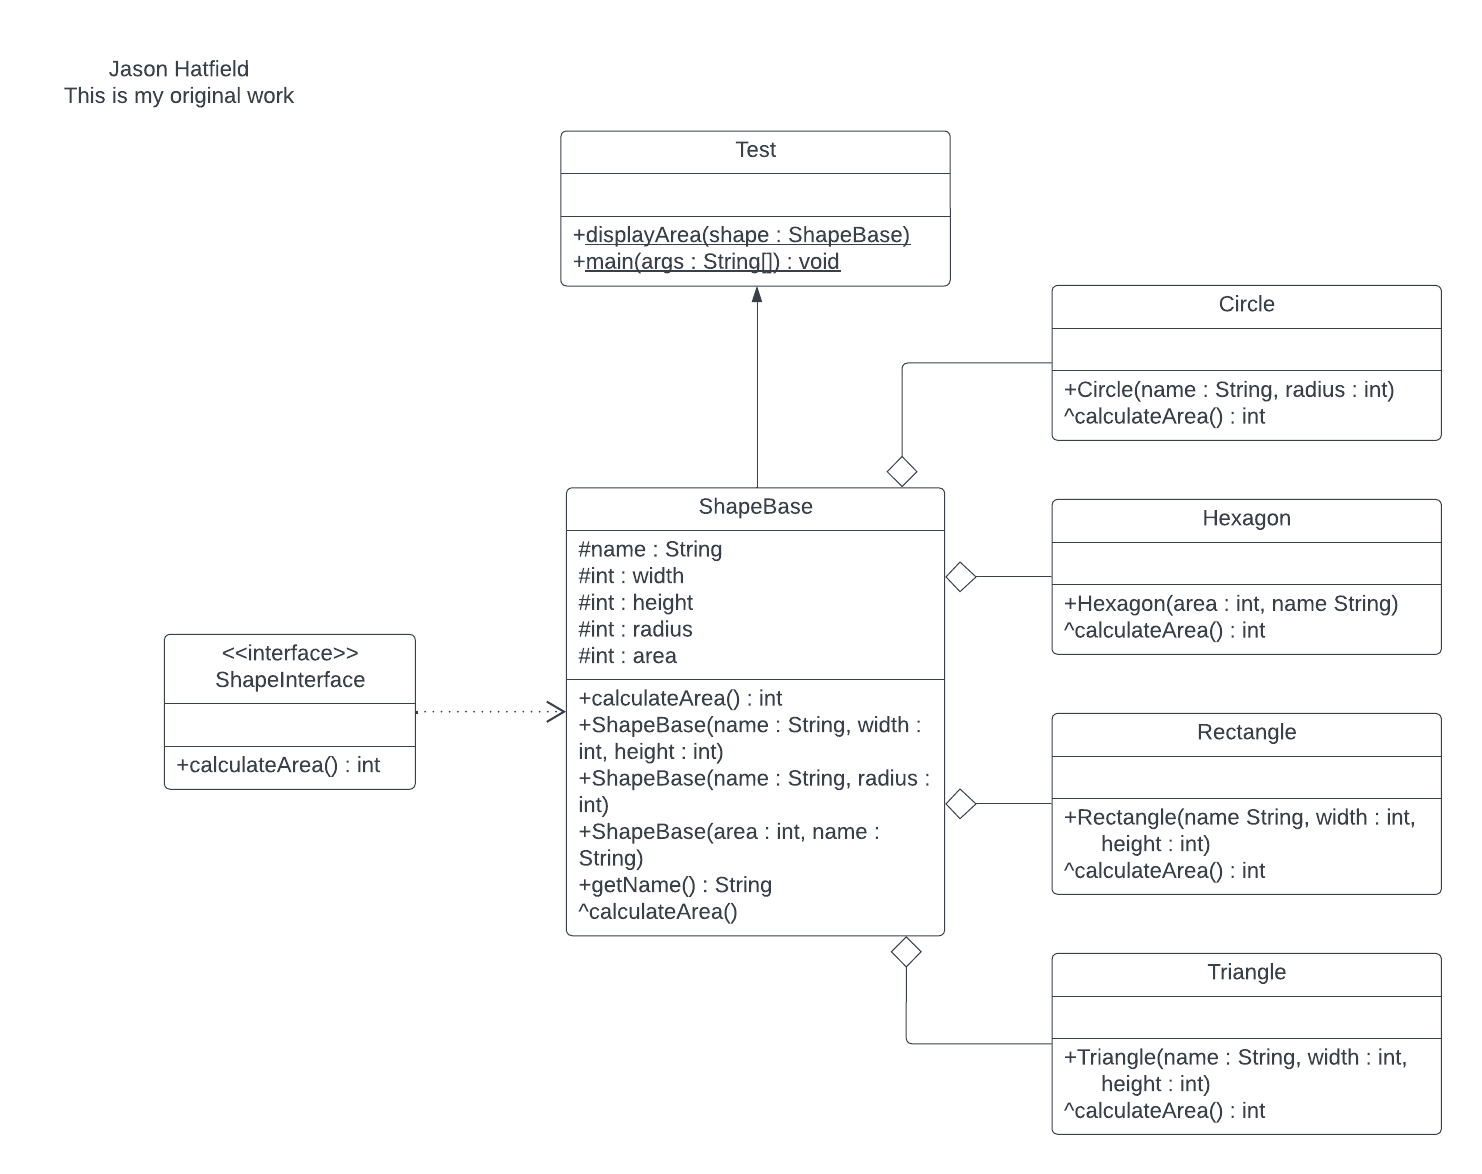 Jason Hatfield
This is my original work
Test
+displayArea(shape : ShapeBase)
+main(args : String[]) : void
Circle
+Circle(name : String, radius : int)
^calculateArea() : int
ShapeBase
#name : String
#int : width
#int : height
#int : radius
#int : area
+calculateArea() : int
+ShapeBase(name : String, width :
int, height : int)
+ShapeBase(name : String, radius :
int)
+ShapeBase(area : int, name :
String)
+getName() : String
^calculateArea()
Hexagon
+Hexagon(area : int, name String)
^calculateArea() : int
<<interface>>
ShapeInterface
+calculateArea() : int
Rectangle
+Rectangle(name String, width : int,
height : int)
^calculateArea() : int
Triangle
+Triangle(name : String, width : int,
height : int)
^calculateArea() : int